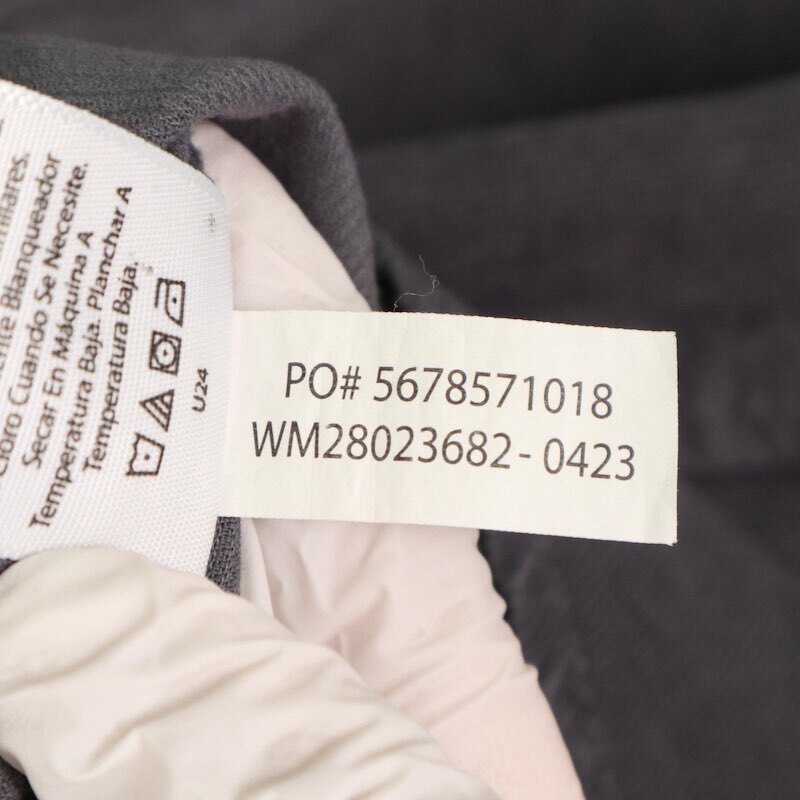 Cloro Cuando Se Necesite.
Secar En Máquina A
Temperatura Baja. Planchar A
Temperatura Baja.
U24
PO# 5678571018
WM28023682-0423